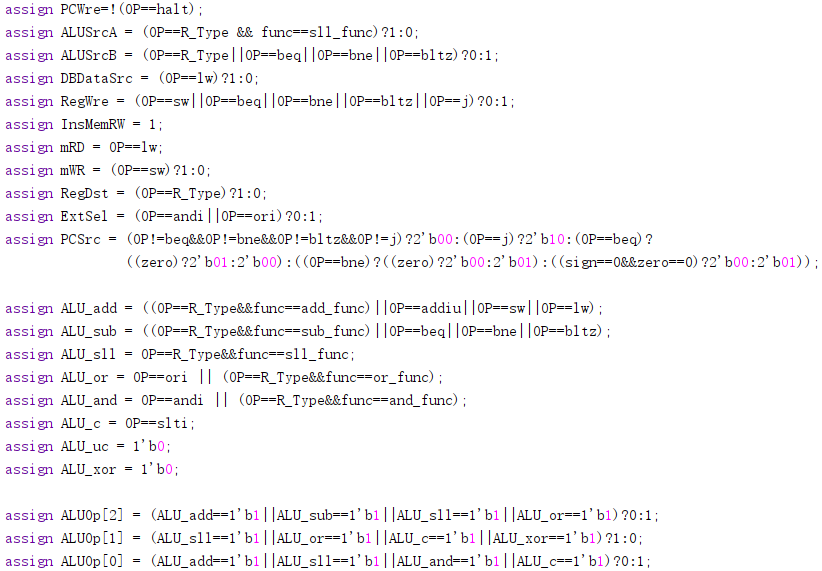 assign PCWre=!(OP==halt);
assign ALUSrcA = (OP==R_Type && func==sll_func)?1:0;
assign ALUSrcB = (OP==R_Type||OP==beq||OP==bne||OP==bltz)?0:1;
assign DBDataSrc = (OP==lw)?1:0;
assign RegWre = (OP==sw||OP==beq||OP==bne||OP==bltz||OP==j)?0:1;
assign InsMemRW = 1;
assign mRD = OP==lw;
assign mWR = (OP==sw)?1:0;
assign RegDst = (OP==R_Type)?1:0;
assign ExtSel = (OP==andi||OP==ori)?0:1;
assign PCSrc = (OP!=beq&&OP!=bne&&OP!=bltz&&OP!=j)?2'b00:(OP==j)?2'b10:(OP==beq)?
((zero)?2'b01:2'b00):((OP==bne)?((zero)?2'b00:2'b01):((sign==0&&zero==0)?2'b00:2'b01));
assign ALU_add = ((OP==R_Type&&func==add_func)||OP==addiu||OP==sw||OP==lw);
assign ALU_sub = ((OP==R_Type&&func==sub_func)||OP==beq||OP==bne||OP==bltz);
assign ALU_sll = OP==R_Type&&func==sll_func;
assign ALU_or = OP==ori || (OP==R_Type&&func==or_func);
assign ALU_and = OP==andi || (OP==R_Type&&func==and_func);
assign ALU_c = OP==slti;
assign ALU_uc = 1'b0;
assign ALU_xor = 1'b0;
assign ALUOp[2] = (ALU_add==1'b1||ALU_sub==1'b1||ALU_sll==1'b1||ALU_or==1'b1)?0:1;
assign ALUOp[1] = (ALU_sll==1'b1||ALU_or==1'b1||ALU_c==1'b1||ALU_xor==1'b1)?1:0;
assign ALUOp[0] = (ALU_add==1'b1||ALU_sll==1'b1||ALU_and==1'b1||ALU_c==1'b1)?0:1;